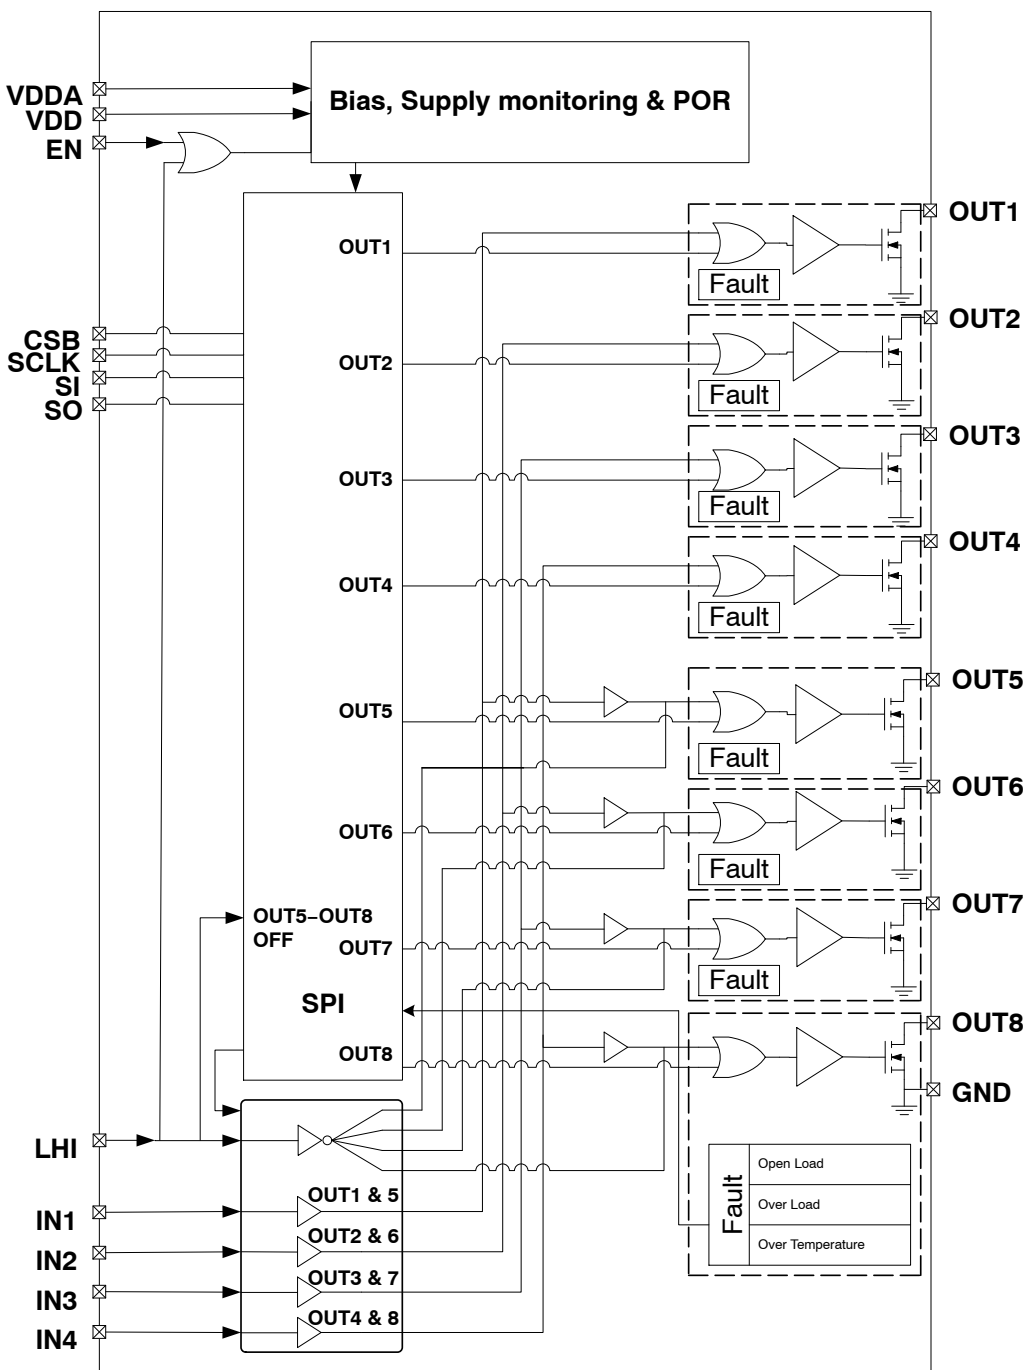 Bias, Supply monitoring & POR
VDDA
VDD
EN
OUT1
OUT1
Fault
OUT2
CSB
SCLK
SI
SO
OUT2
Fault
OUT3
OUT3
Fault
OUT4
OUT4
Fault
OUT5
OUT5
Fault
OUT6
OUT6
Fault
OUT7
OUT5–OUT8
OFF
OUT7
Fault
SPI
OUT8
OUT8
GND
LHI
Fault
Open Load
Over Load
Over Temperature
OUT1 & 5
IN1
OUT2 & 6
IN2
OUT3 & 7
IN3
OUT4 & 8
IN4